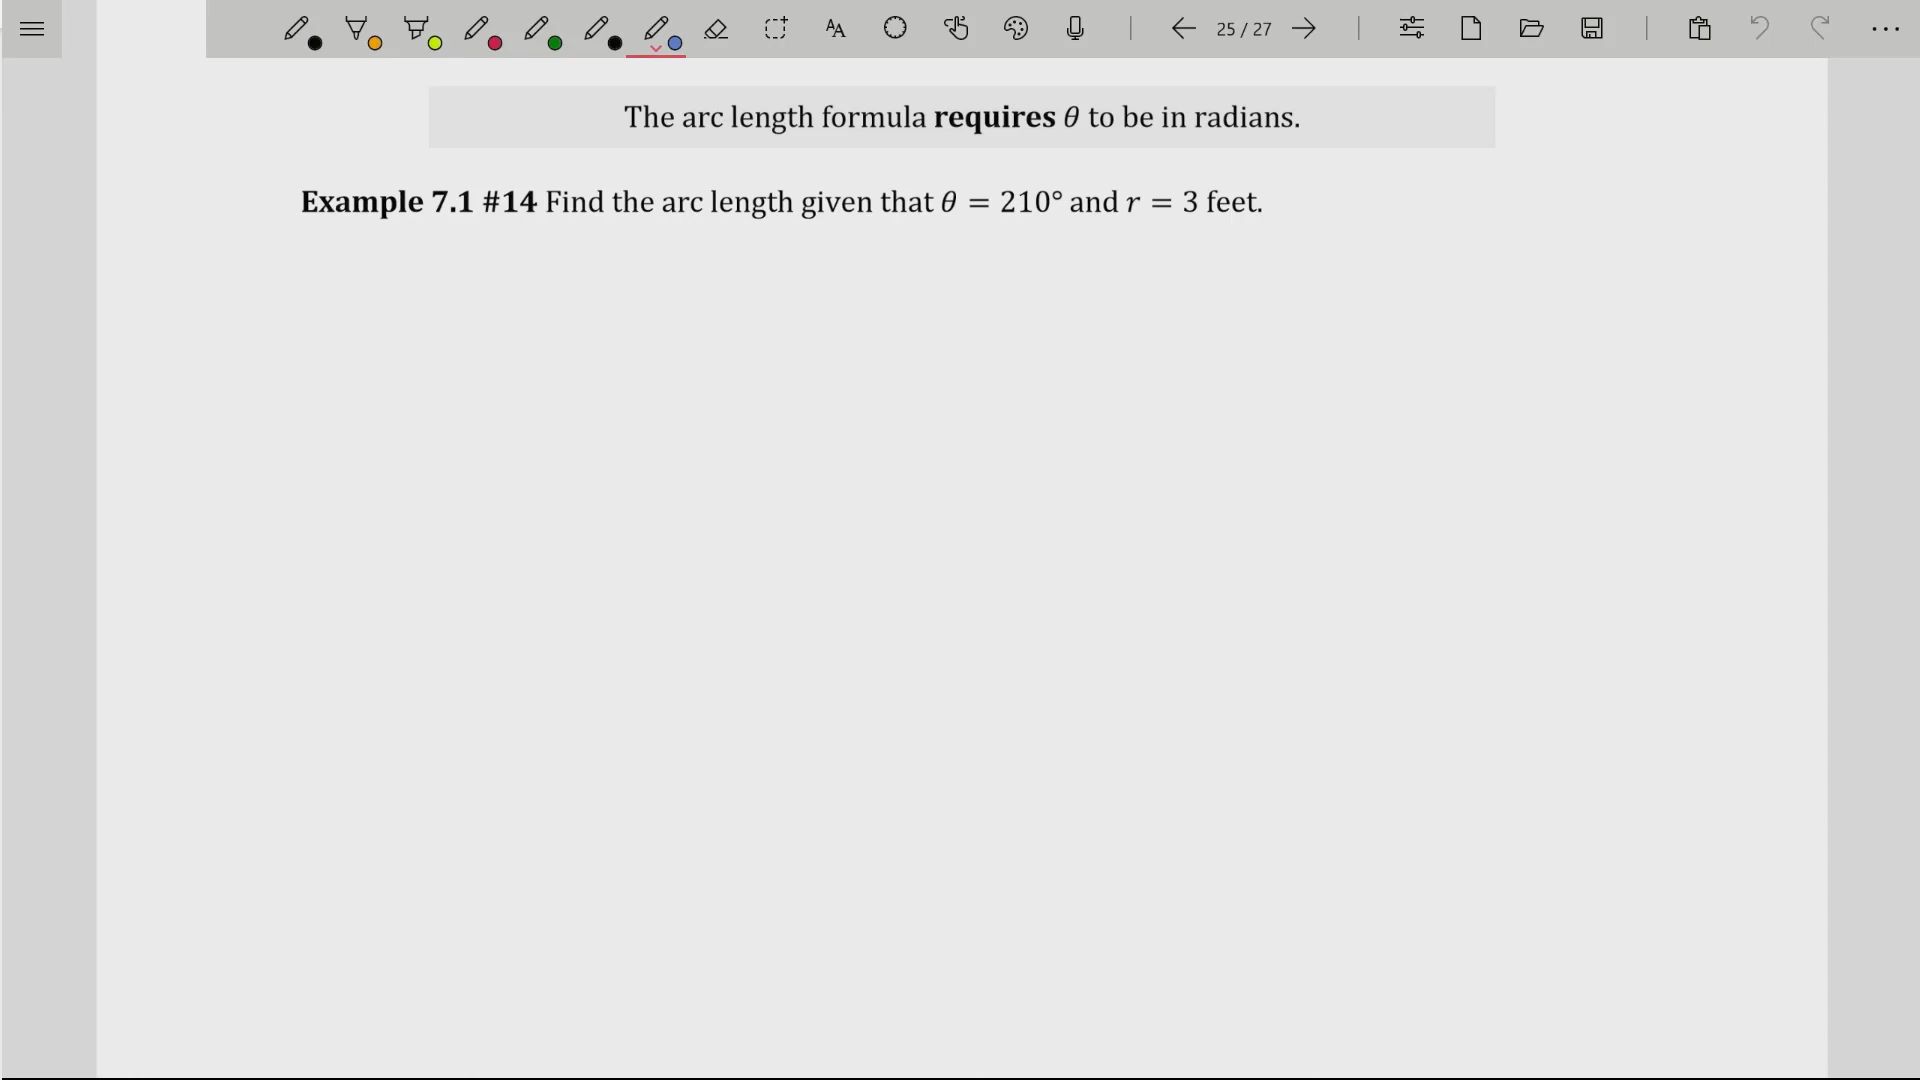 25 / 27
The arc length formula requires θ to be in radians.
Example 7.1 #14 Find the arc length given that θ = 210° and r = 3 feet.